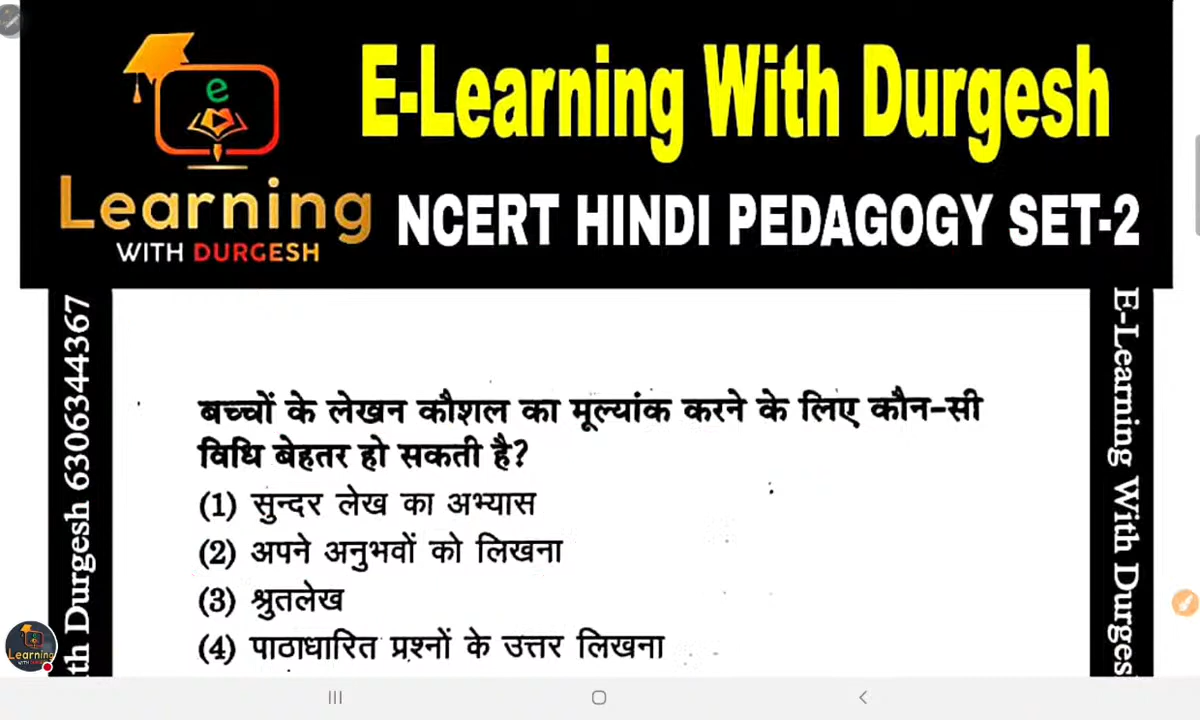 E-Learning With Durgesh
e
Learning
WITH DURGESH
NCERT HINDI PEDAGOGY SET-2
th Durgesh 6306344367
बच्चों के लेखन कौशल का मूल्यांक करने के लिए कौन-सी
विधि बेहतर हो सकती है?
(1) सुन्दर लेख का अभ्यास
(2) अपने अनुभवों को लिखना
(3) श्रुतलेख
(4) पाठाधारित प्रश्नों के उत्तर लिखना
E-Learning With Durges
Learning